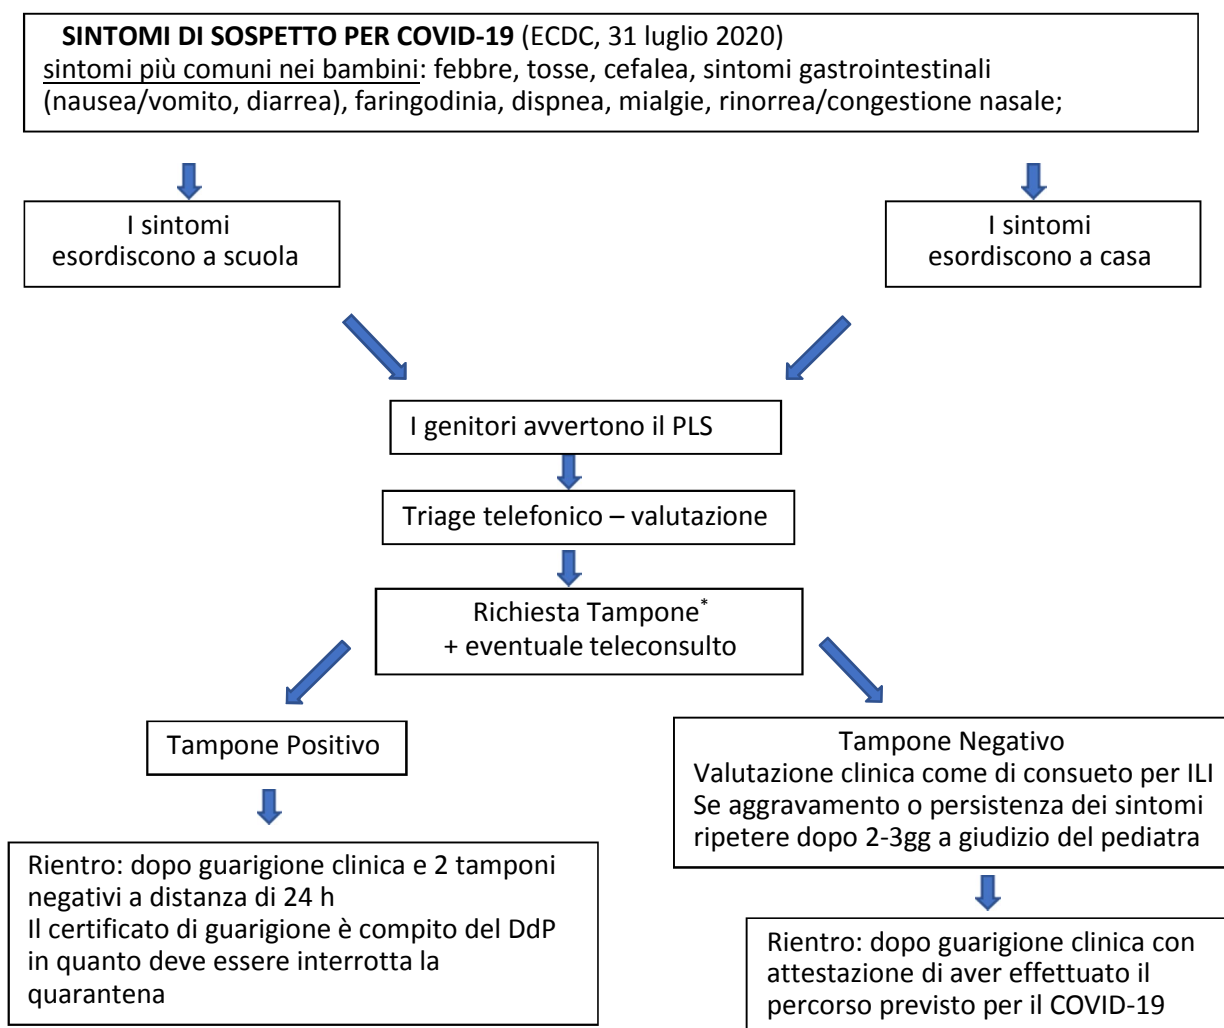 SINTOMI DI SOSPETTO PER COVID-19 (ECDC, 31 luglio 2020)
sintomi più comuni nei bambini: febbre, tosse, cefalea, sintomi gastrointestinali
(nausea/vomito, diarrea), faringodinia, dispnea, mialgie, rinorrea/congestione nasale;
I sintomi
esordiscono a scuola
I sintomi
esordiscono a casa
I genitori avvertono il PLS
Triage telefonico – valutazione
Richiesta Tampone*
+ eventuale teleconsulto
Tampone Positivo
Tampone Negativo
Valutazione clinica come di consueto per ILI
Se aggravamento o persistenza dei sintomi
ripetere dopo 2-3gg a giudizio del pediatra
Rientro: dopo guarigione clinica e 2 tamponi
negativi a distanza di 24 h
Il certificato di guarigione è compito del DdP
in quanto deve essere interrotta la
quarantena
Rientro: dopo guarigione clinica con
attestazione di aver effettuato il
percorso previsto per il COVID-19